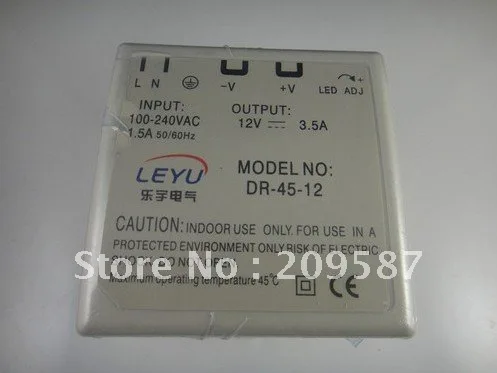 L N ⏚ -V +V LED ADJ +
INPUT: OUTPUT:
100-240VAC 12V ⎓ 3.5A
1.5A 50/60Hz
LEYU
乐宇电气
MODEL NO:
DR-45-12
CAUTION: INDOOR USE ONLY. FOR USE IN A
PROTECTED ENVIRONMENT ONLY RISK OF ELECTRIC
DO NOT
Maximum operating temperature 45℃ CE
Store No.: 209587